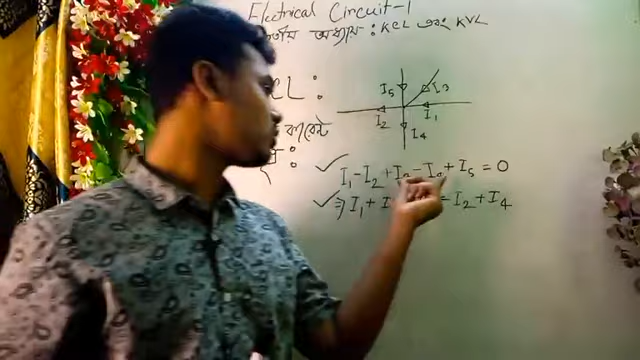 Electrical Circuit-1
অধ্যায় : KCL এবং KVL
KCL :
I5 I3
I2 I1
I4
I1 - I2 + I3 - I4 + I5 = 0
⇒ I1 + = I2 + I4